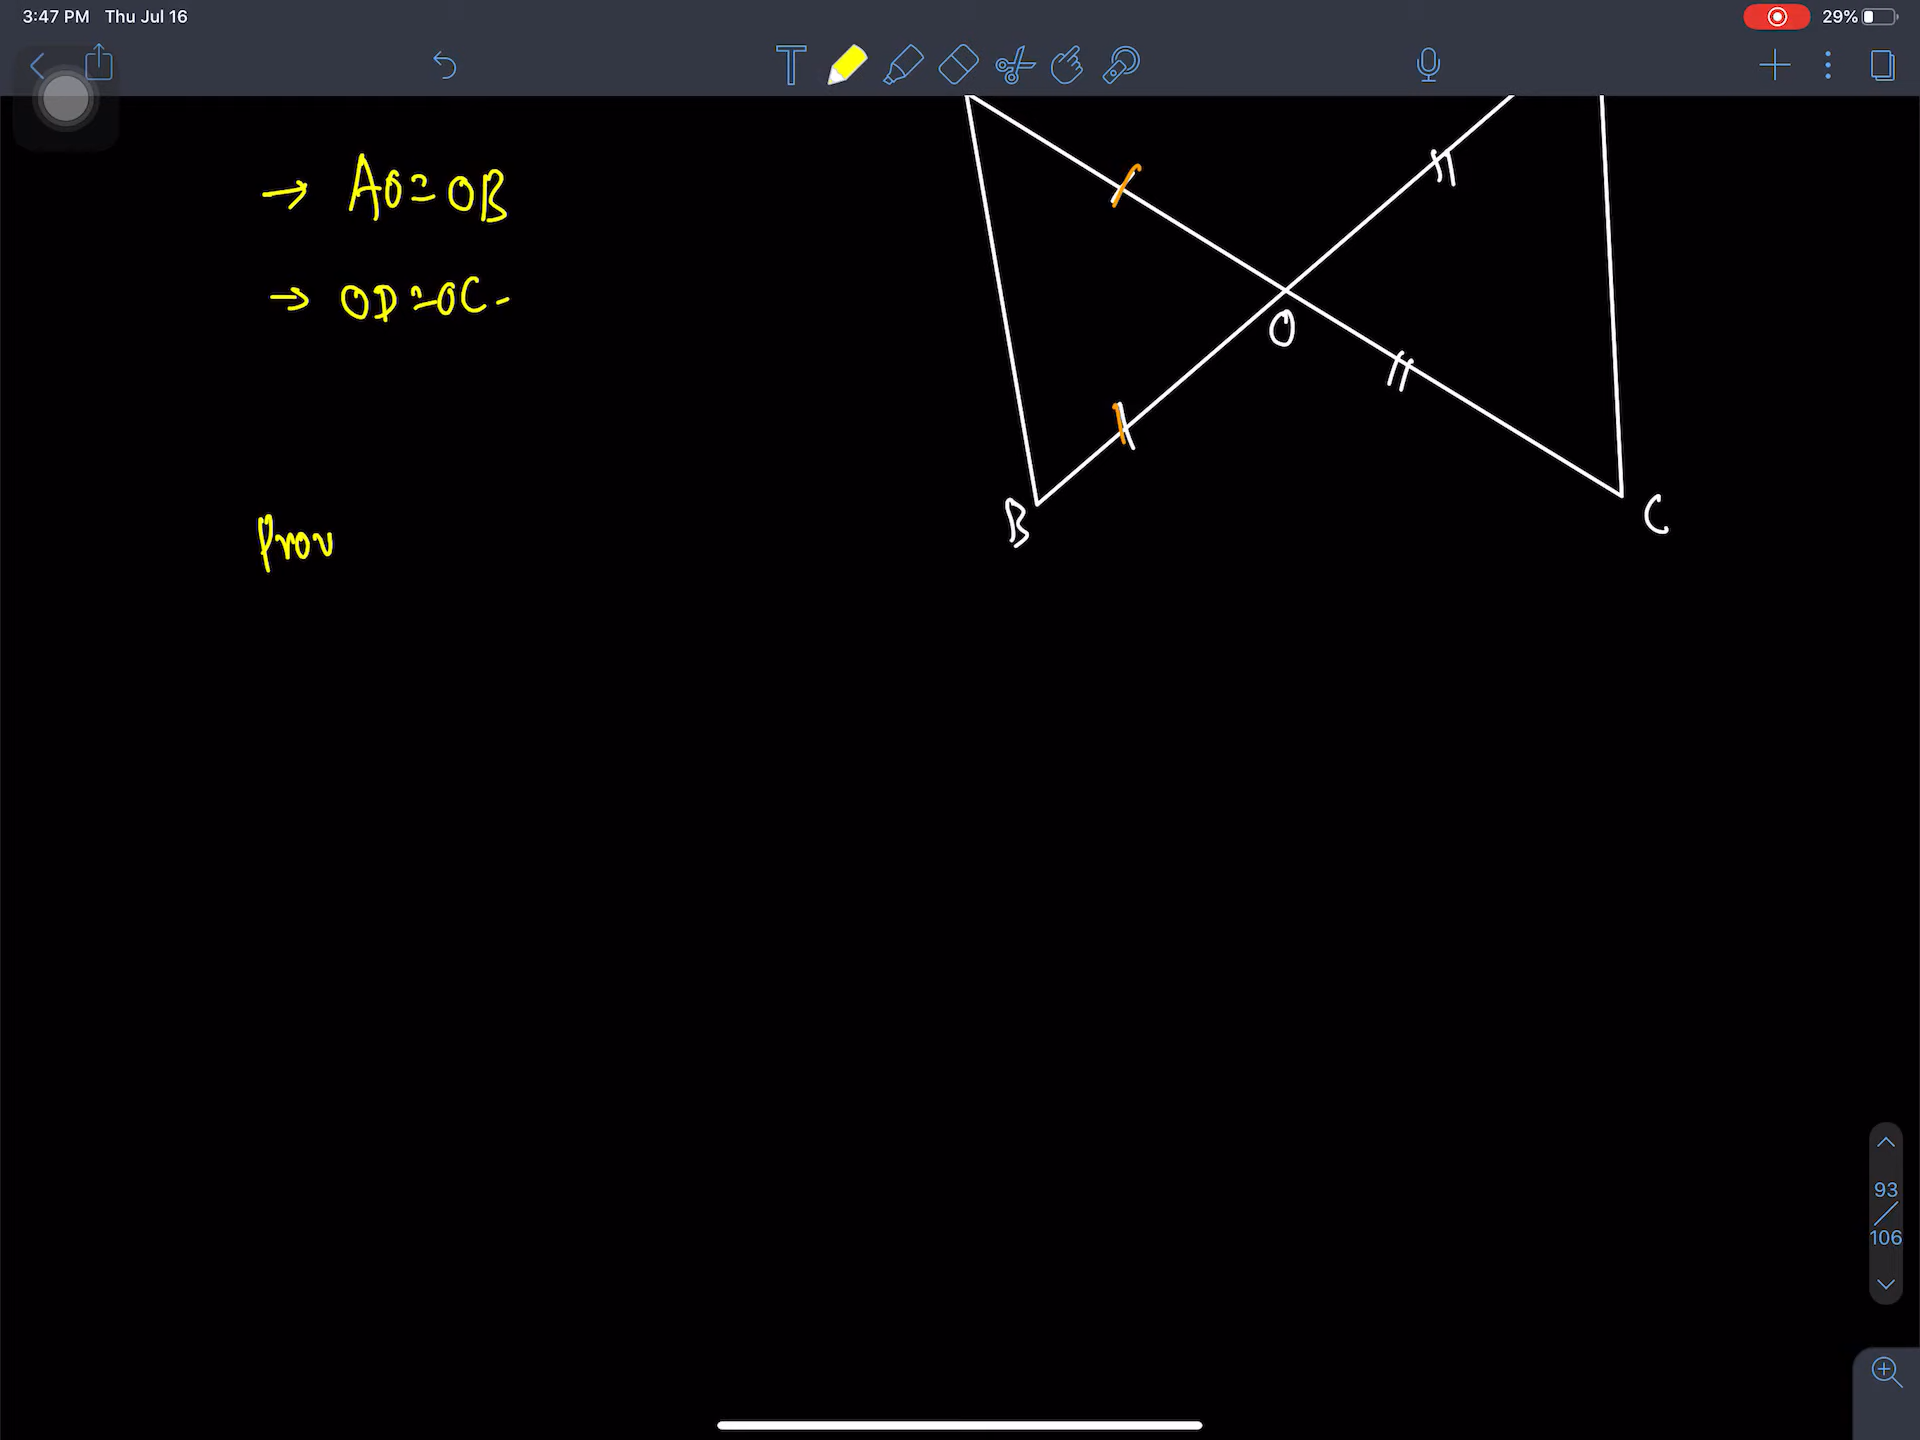 3:47 PM Thu Jul 16
29%
T
→ AO=OB
→ OD=OC-
O
B
C
Prov
93
106